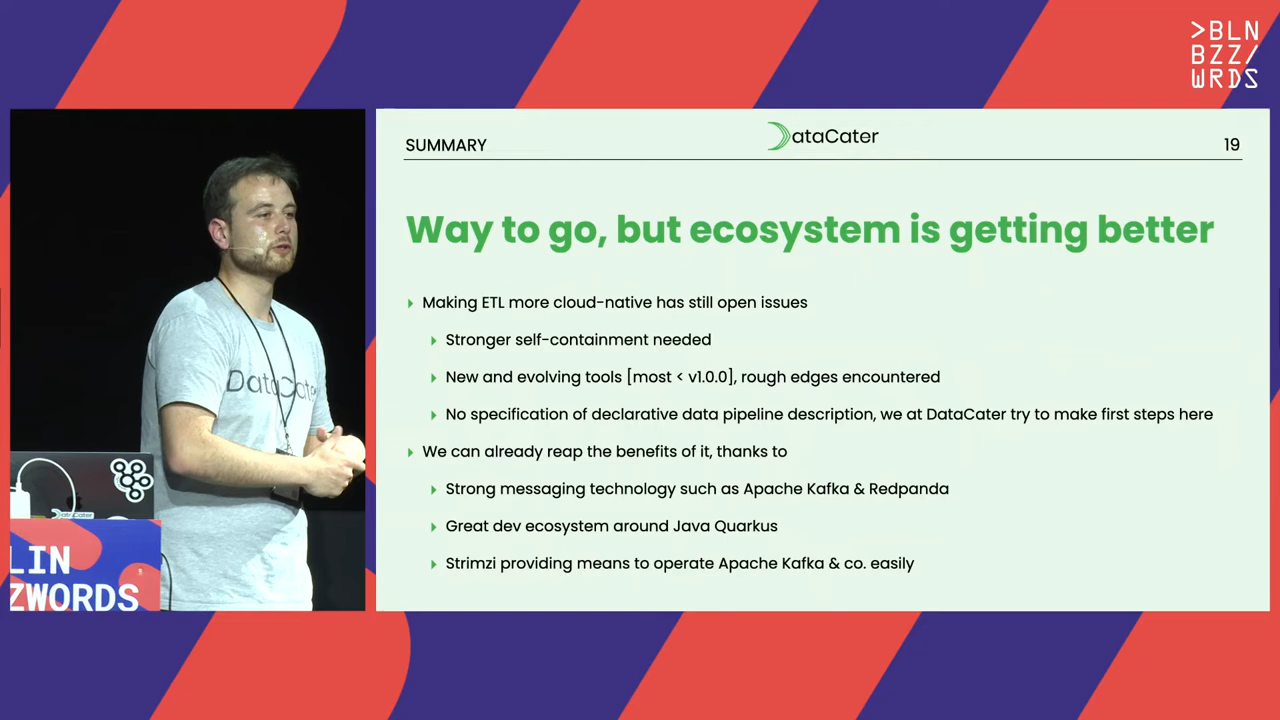 >BLN
BZZ/
WRDS
SUMMARY
DataCater
19
Way to go, but ecosystem is getting better
Making ETL more cloud-native has still open issues
Stronger self-containment needed
New and evolving tools [most < v1.0.0], rough edges encountered
No specification of declarative data pipeline description, we at DataCater try to make first steps here
We can already reap the benefits of it, thanks to
Strong messaging technology such as Apache Kafka & Redpanda
Great dev ecosystem around Java Quarkus
Strimzi providing means to operate Apache Kafka & co. easily
DataCater
DataCater
LIN
ZWORDS